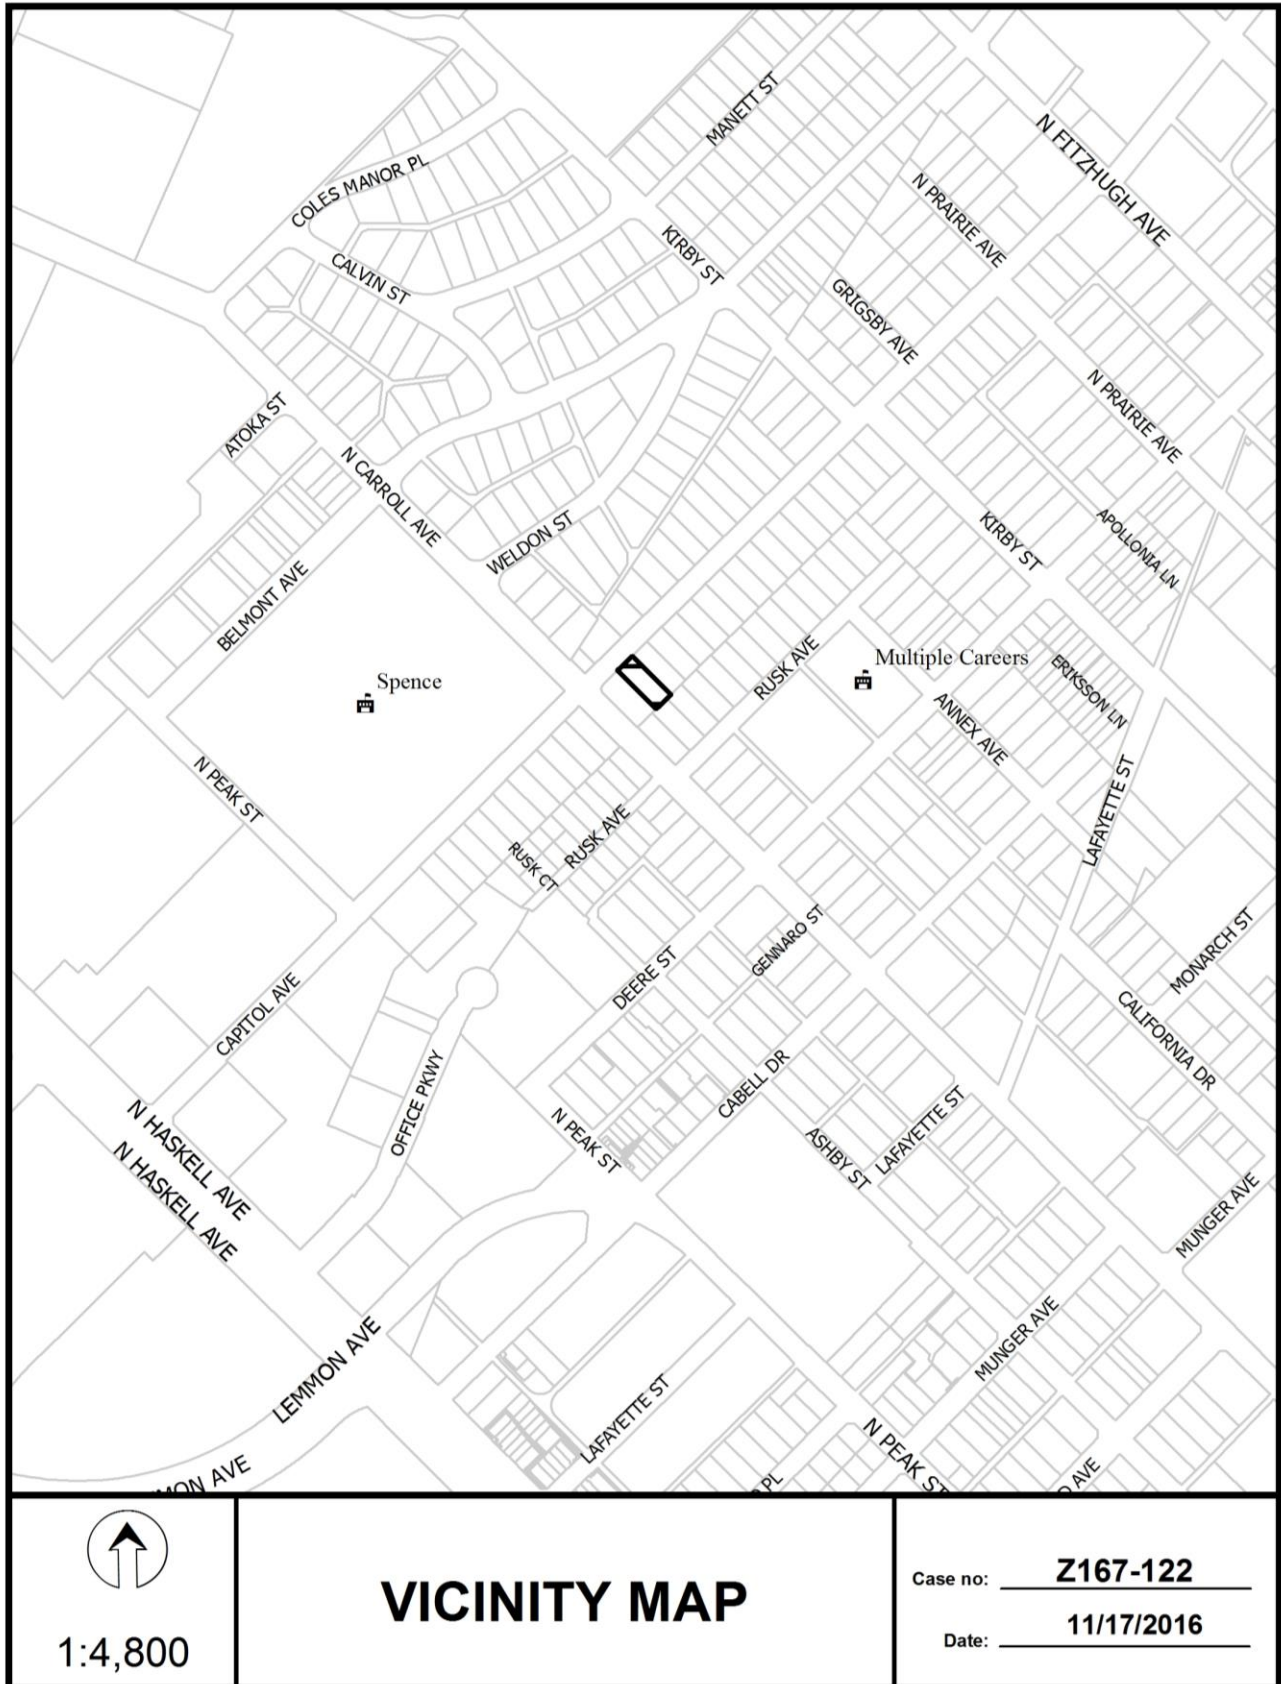 MANETT ST
N FITZHUGH AVE
COLES MANOR PL
N PRAIRIE AVE
KIRBY ST
CALVIN ST
GRIGSBY AVE
N PRAIRIE AVE
ATOKA ST
N CARROLL AVE
WELDON ST
KIRBY ST
APOLLONIA LN
BELMONT AVE
Spence
RUSK AVE
Multiple Careers
ERIKSSON LN
ANNEX AVE
N PEAK ST
LAFAYETTE ST
RUSK CT
RUSK AVE
GENNARO ST
MONARCH ST
DEERE ST
CAPITOL AVE
CALIFORNIA DR
OFFICE PKWY
CABELL DR
N HASKELL AVE
N HASKELL AVE
N PEAK ST
ASHBY ST
LAFAYETTE ST
MUNGER AVE
LEMMON AVE
MUNGER AVE
LAFAYETTE ST
N PEAK ST
MON AVE
PL
O AVE
1:4,800
VICINITY MAP
Case no: Z167-122
Date: 11/17/2016